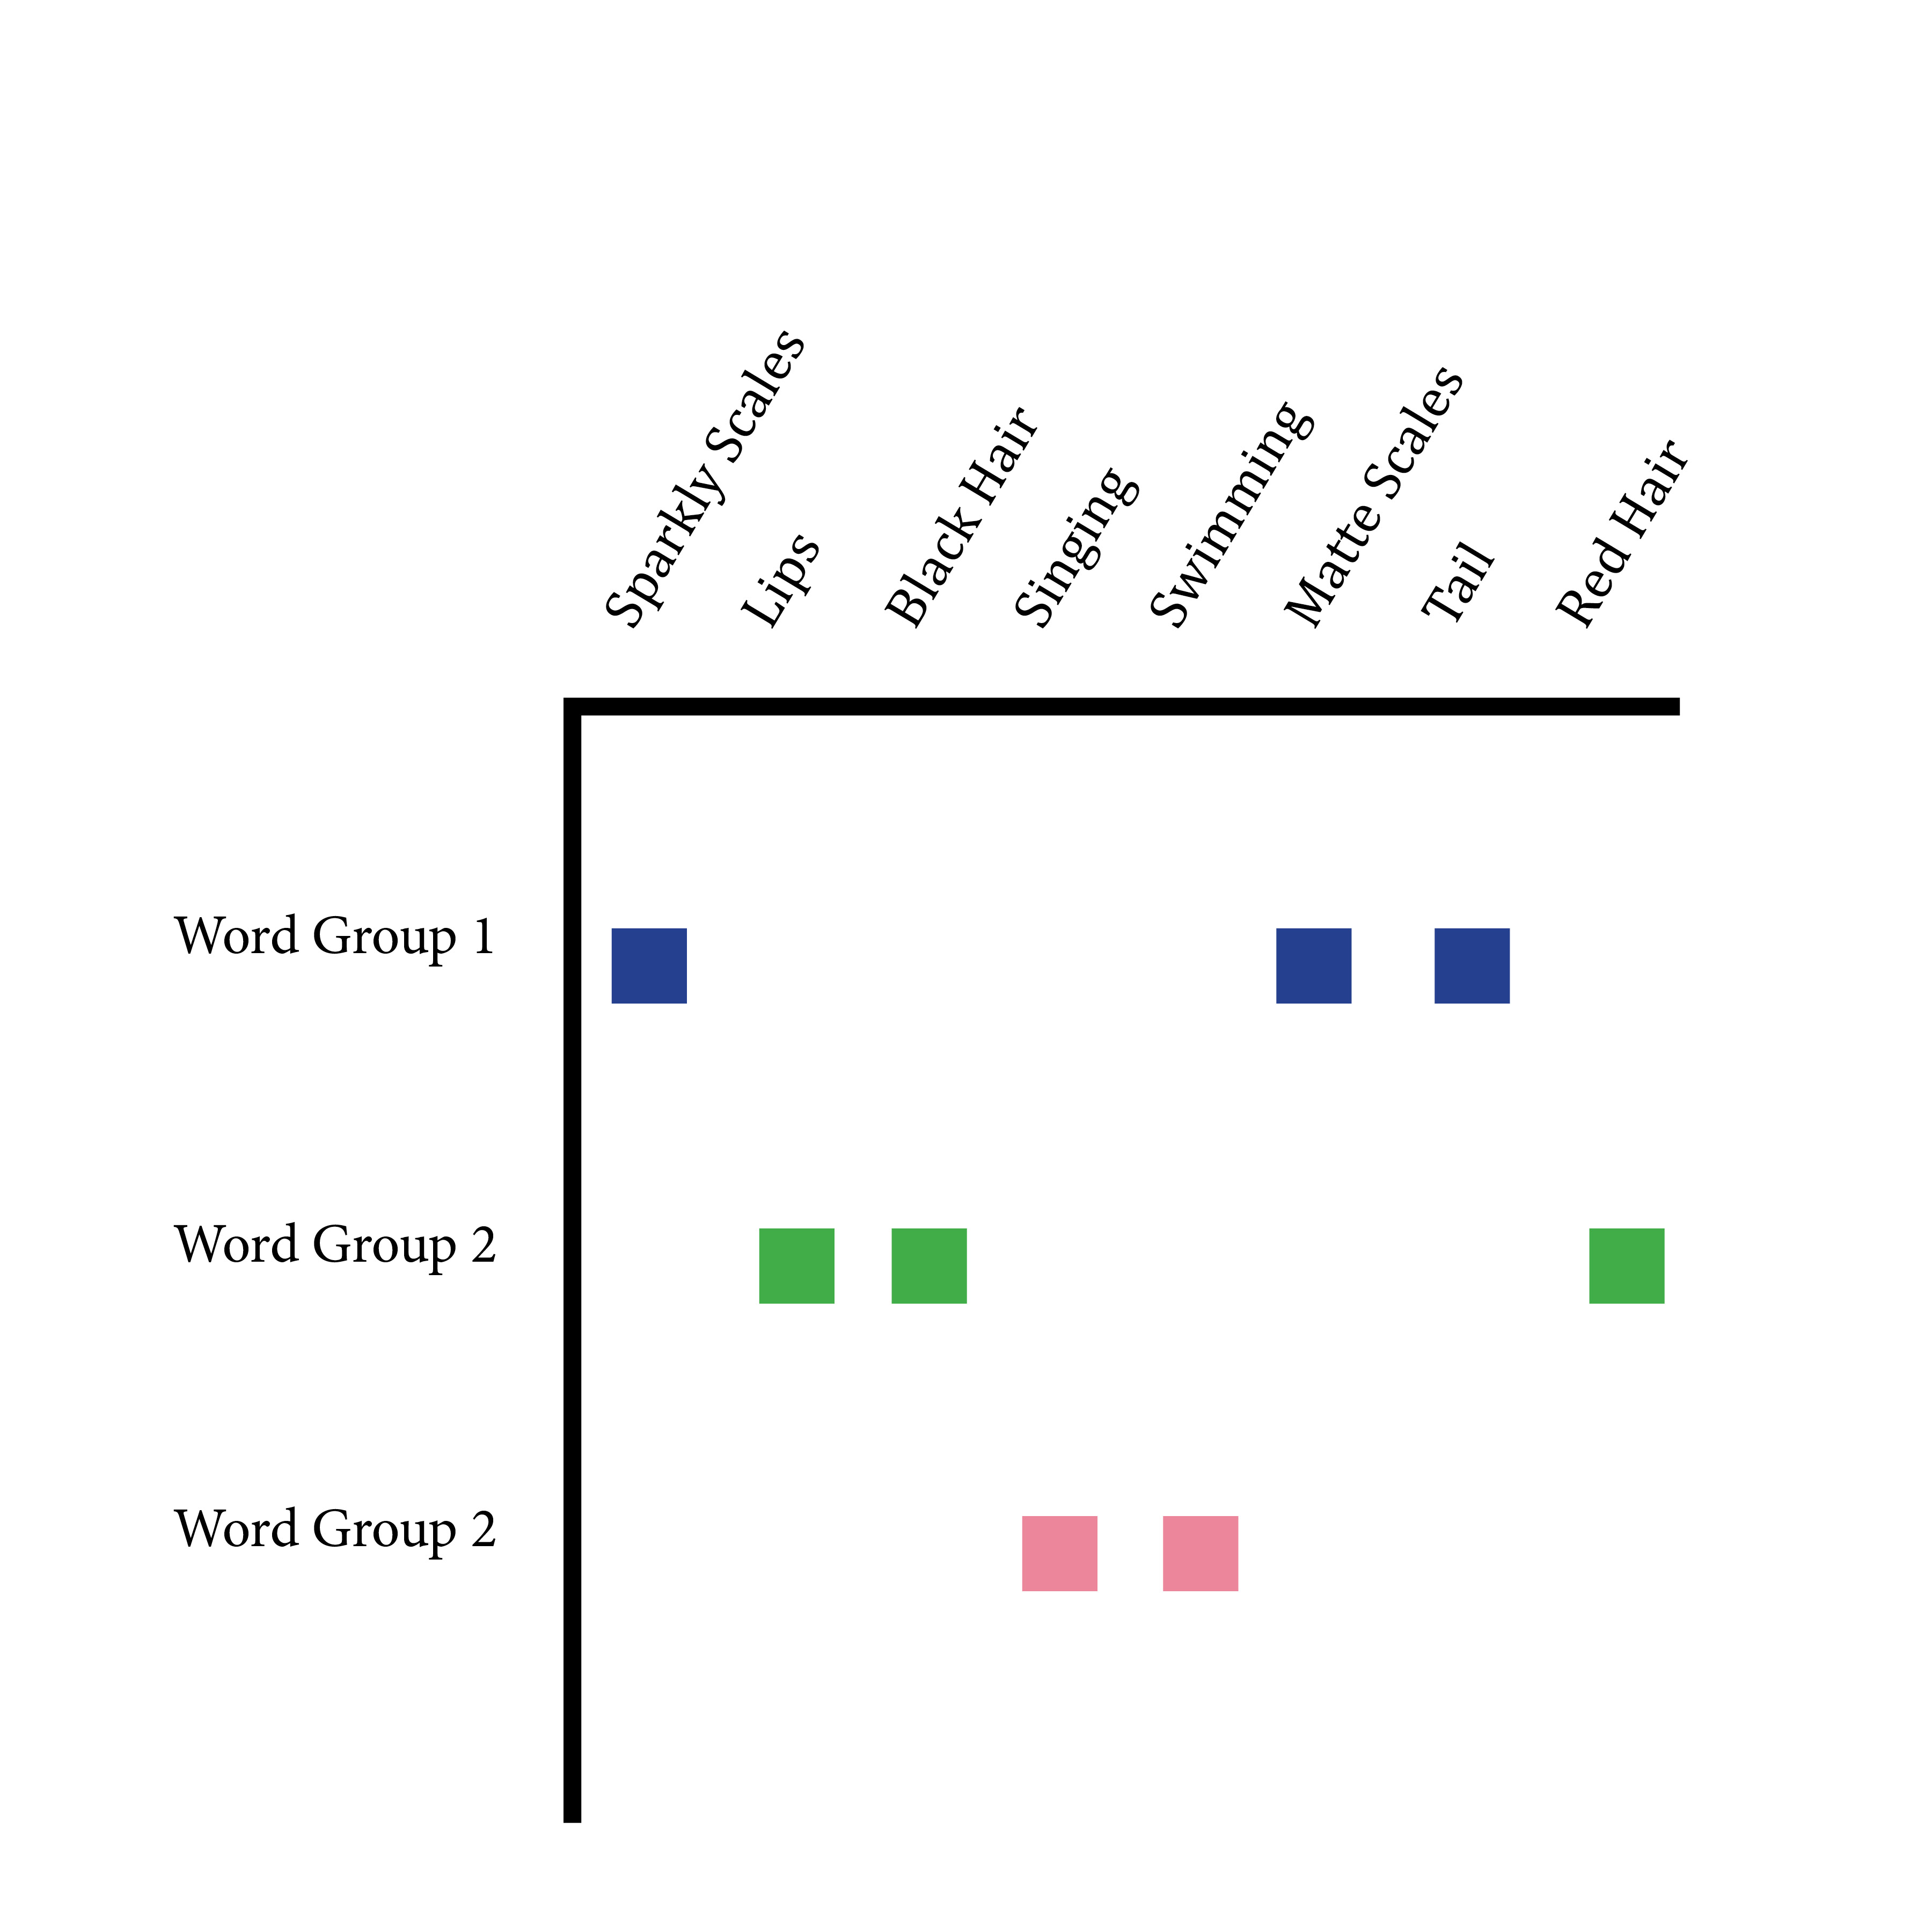 Sparkly Scales
Lips
Black Hair
Singing
Swimming
Matte Scales
Tail
Red Hair
Word Group 1
Word Group 2
Word Group 2